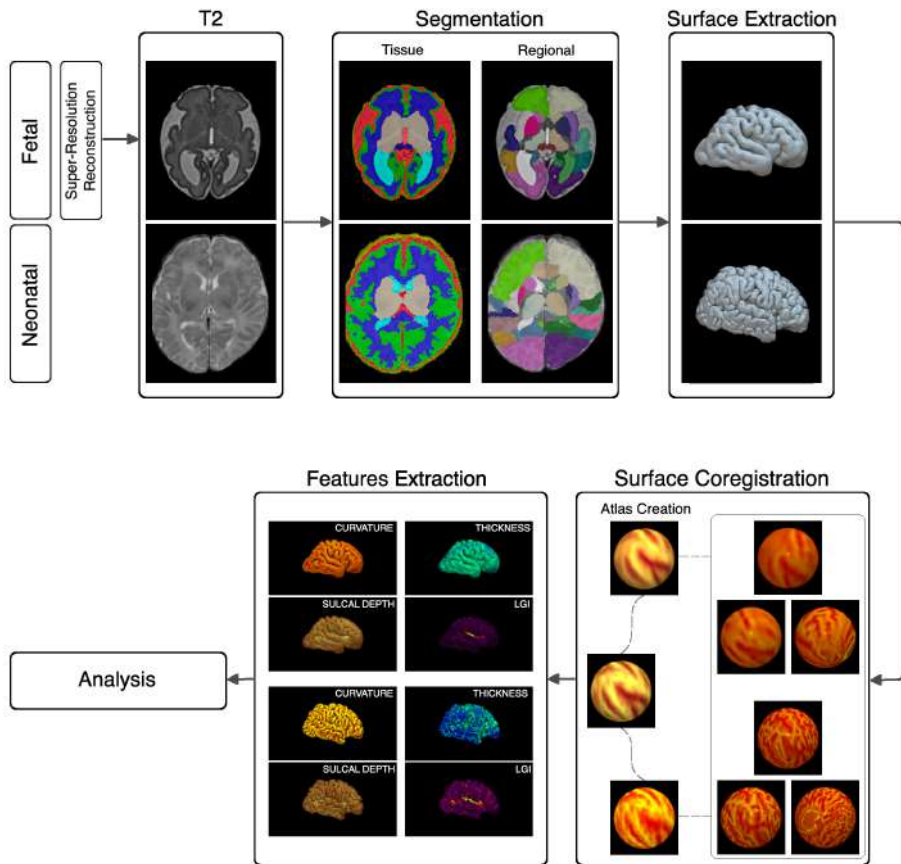 T2
Segmentation
Surface Extraction
Tissue
Regional
Fetal
Super-Resolution
Reconstruction
Neonatal
Features Extraction
Surface Coregistration
Atlas Creation
CURVATURE
THICKNESS
SULCAL DEPTH
LGI
Analysis
CURVATURE
THICKNESS
SULCAL DEPTH
LGI